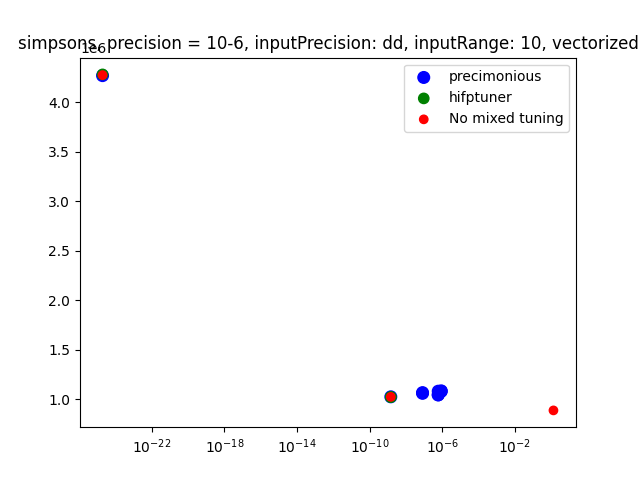 simpsons, precision = 10-6, inputPrecision: dd, inputRange: 10, vectorized
1e6
precimonious
hifptuner
No mixed tuning
4.0
3.5
3.0
2.5
2.0
1.5
1.0
10⁻²² 10⁻¹⁸ 10⁻¹⁴ 10⁻¹⁰ 10⁻⁶ 10⁻²